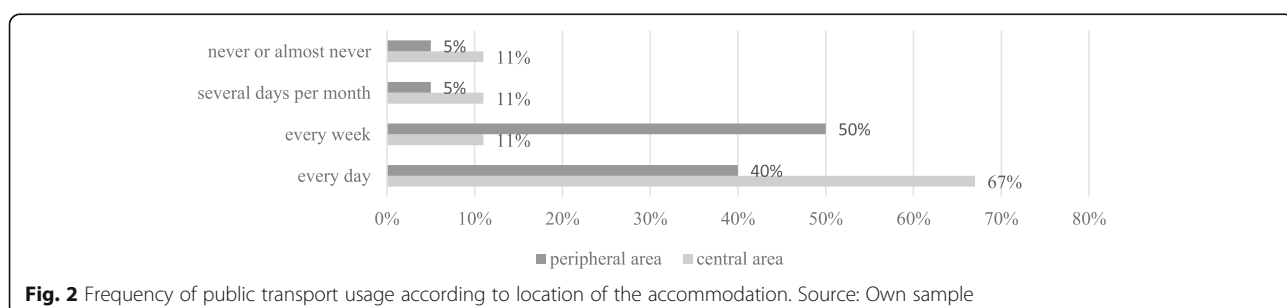 never or almost never 5% 11%
several days per month 5% 11%
every week 50% 11%
every day 40% 67%
0% 10% 20% 30% 40% 50% 60% 70% 80%
peripheral area central area
Fig. 2 Frequency of public transport usage according to location of the accommodation. Source: Own sample